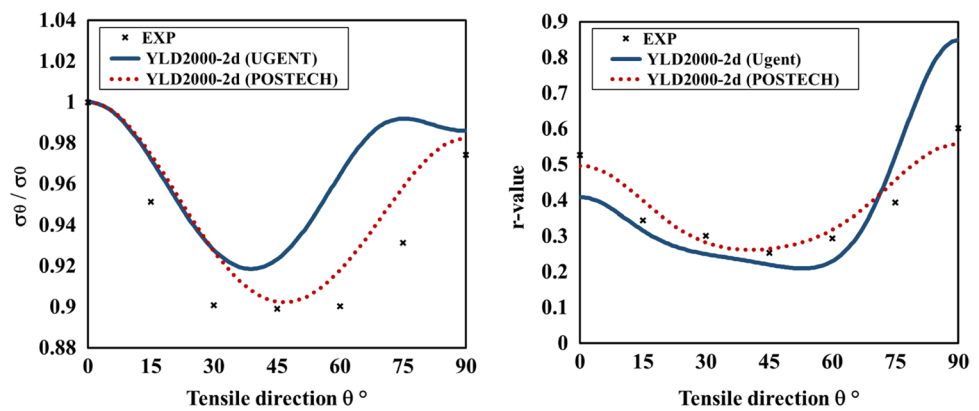 1.04
1.02
1
0.98
0.96
0.94
0.92
0.9
0.88
σθ / σ0
EXP
YLD2000-2d (UGENT)
YLD2000-2d (POSTECH)
0 15 30 45 60 75 90
Tensile direction θ °
0.9
0.8
0.7
0.6
0.5
0.4
0.3
0.2
0.1
0
r-value
EXP
YLD2000-2d (Ugent)
YLD2000-2d (POSTECH)
0 15 30 45 60 75 90
Tensile direction θ °